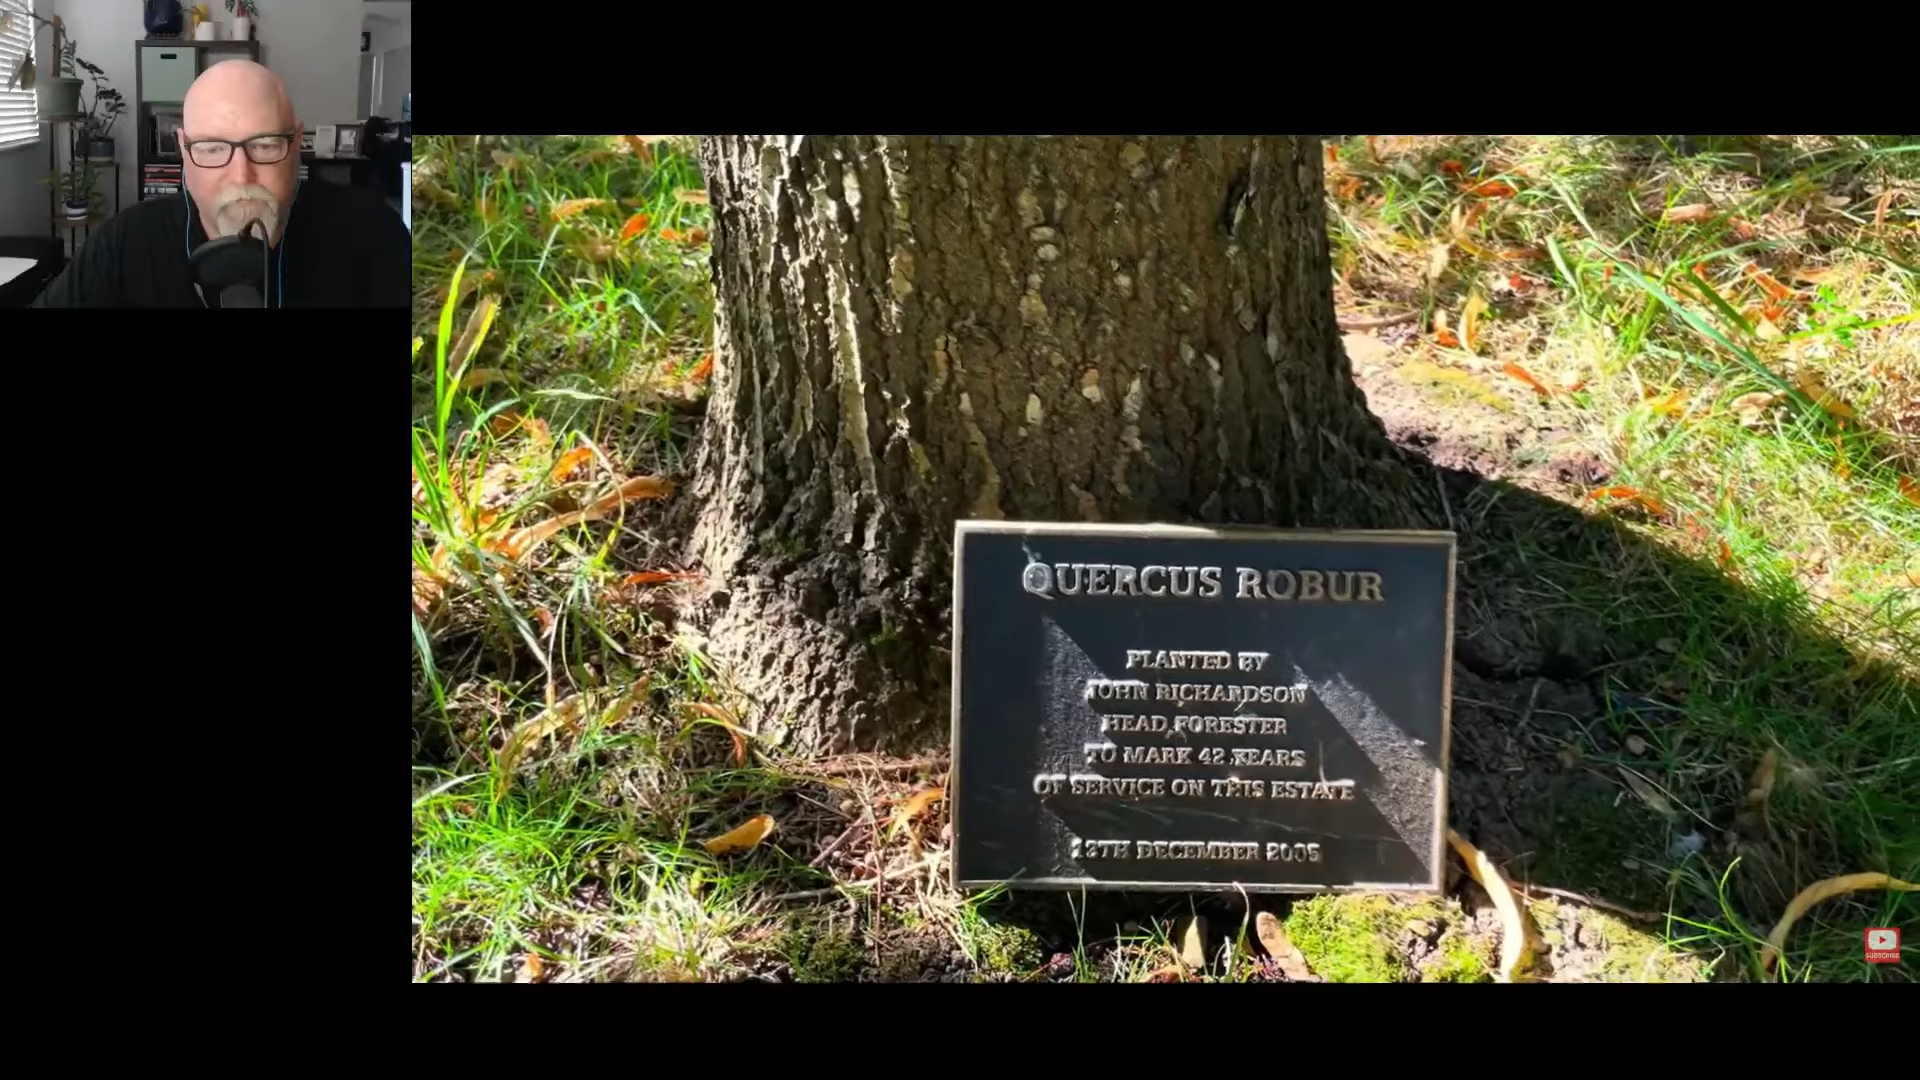 QUERCUS ROBUR
PLANTED BY
JOHN RICHARDSON
HEAD FORESTER
TO MARK 42 YEARS
OF SERVICE ON THIS ESTATE
13TH DECEMBER 2005
SUBSCRIBE